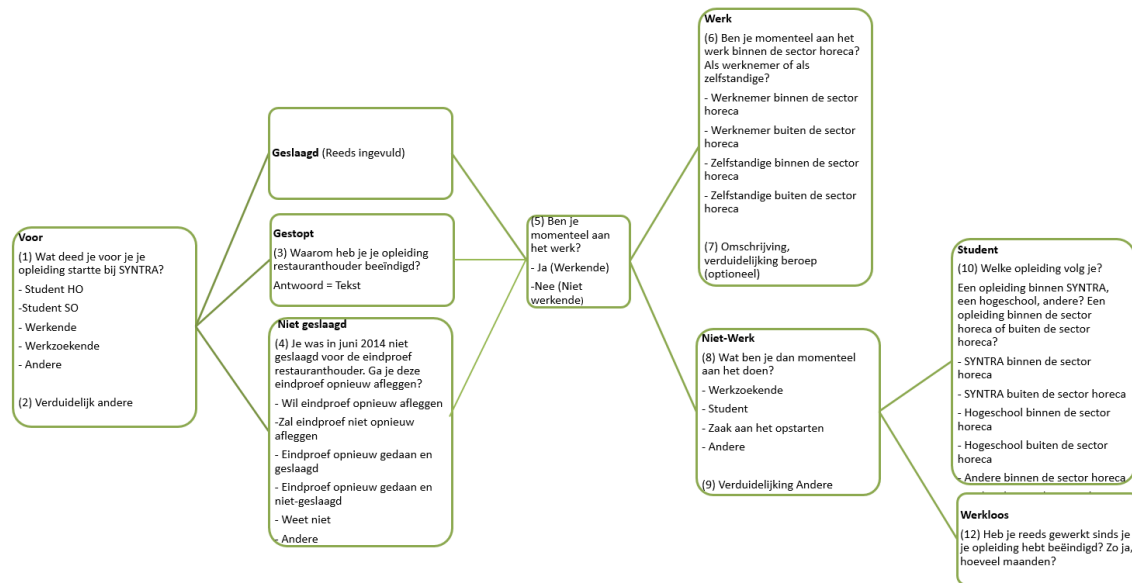 Voor
(1) Wat deed je voor je je
opleiding startte bij SYNTRA?
- Student HO
-Student SO
- Werkende
- Werkzoekende
- Andere
(2) Verduidelijk andere
Geslaagd (Reeds ingevuld)
Gestopt
(3) Waarom heb je je opleiding
restauranthouder beeïndigd?
Antwoord = Tekst
Niet geslaagd
(4) Je was in juni 2014 niet
geslaagd voor de eindproef
restauranthouder. Ga je deze
eindproef opnieuw afleggen?
- Wil eindproef opnieuw afleggen
-Zal eindproef niet opnieuw
afleggen
- Eindproef opnieuw gedaan en
geslaagd
- Eindproef opnieuw gedaan en
niet-geslaagd
- Weet niet
- Andere
(5) Ben je
momenteel aan
het werk?
- Ja (Werkende)
-Nee (Niet
werkende)
Werk
(6) Ben je momenteel aan het
werk binnen de sector horeca?
Als werknemer of als
zelfstandige?
- Werknemer binnen de sector
horeca
- Werknemer buiten de sector
horeca
- Zelfstandige binnen de sector
horeca
- Zelfstandige buiten de sector
horeca
(7) Omschrijving,
verduidelijking beroep
(optioneel)
Niet-Werk
(8) Wat ben je dan momenteel
aan het doen?
- Werkzoekende
- Student
- Zaak aan het opstarten
- Andere
(9) Verduidelijking Andere
Student
(10) Welke opleiding volg je?
Een opleiding binnen SYNTRA,
een hogeschool, andere? Een
opleiding binnen de sector
horeca of buiten de sector
horeca?
- SYNTRA binnen de sector
horeca
- SYNTRA buiten de sector horeca
- Hogeschool binnen de sector
horeca
- Hogeschool buiten de sector
horeca
- Andere binnen de sector horeca
Werkloos
(12) Heb je reeds gewerkt sinds je
je opleiding hebt beëindigd? Zo ja,
hoeveel maanden?